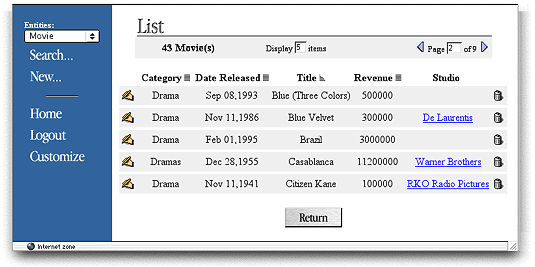 Entities:
Movie
Search...
New...
Home
Logout
Customize
List
43 Movie(s) Display 5 items Page 2 of 9
Category Date Released Title Revenue Studio
Drama Sep 08,1993 Blue (Three Colors) 500000
Drama Nov 11,1986 Blue Velvet 300000 De Laurentis
Drama Feb 01,1995 Brazil 3000000
Dramas Dec 28,1955 Casablanca 11200000 Warner Brothers
Drama Nov 11,1941 Citizen Kane 100000 RKO Radio Pictures
Return
Internet zone